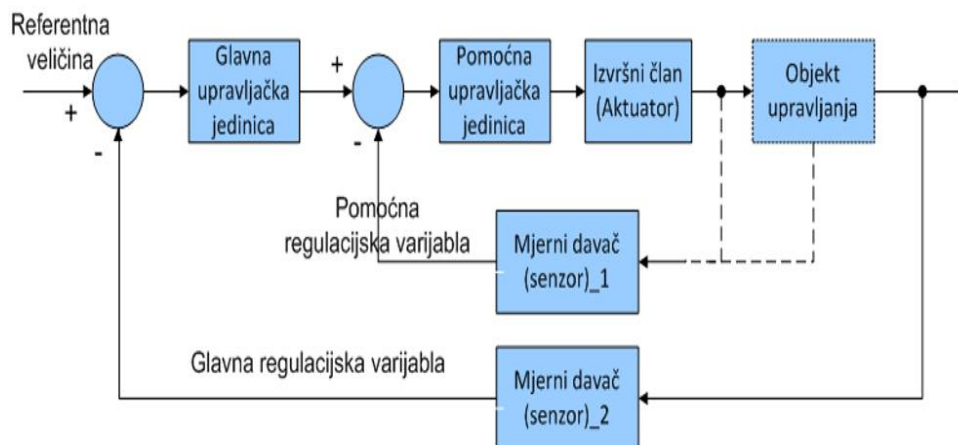 Referentna
veličina
+
-
Glavna
upravljačka
jedinica
+
-
Pomoćna
upravljačka
jedinica
Izvršni član
(Aktuator)
Objekt
upravljanja
Pomoćna
regulacijska varijabla
Mjerni davač
(senzor)_1
Glavna regulacijska varijabla
Mjerni davač
(senzor)_2